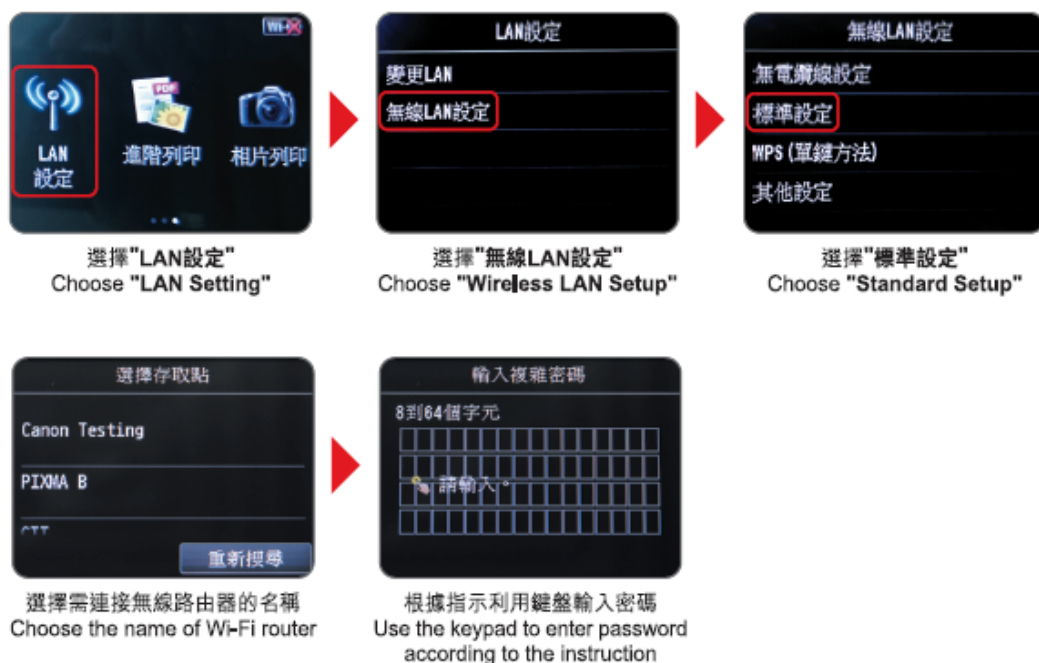 Wi-Fi
LAN
設定
PDF
進階列印
相片列印
LAN設定
變更LAN
無線LAN設定
無線LAN設定
無電纜線設定
標準設定
WPS (單鍵方法)
其他設定
選擇"LAN設定"
Choose "LAN Setting"
選擇"無線LAN設定"
Choose "Wireless LAN Setup"
選擇"標準設定"
Choose "Standard Setup"
選擇存取點
Canon Testing
PIXMA B
重新搜尋
輸入複雜密碼
8到64個字元
請輸入。
選擇需連接無線路由器的名稱
Choose the name of Wi-Fi router
根據指示利用鍵盤輸入密碼
Use the keypad to enter password
according to the instruction